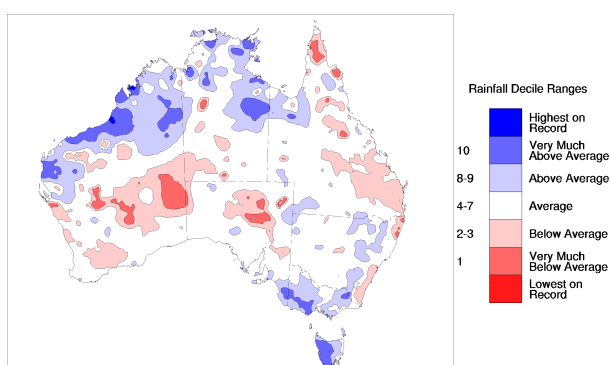 Rainfall Decile Ranges
Highest on
Record
10
Very Much
Above Average
8-9
Above Average
4-7
Average
2-3
Below Average
1
Very Much
Below Average
Lowest on
Record